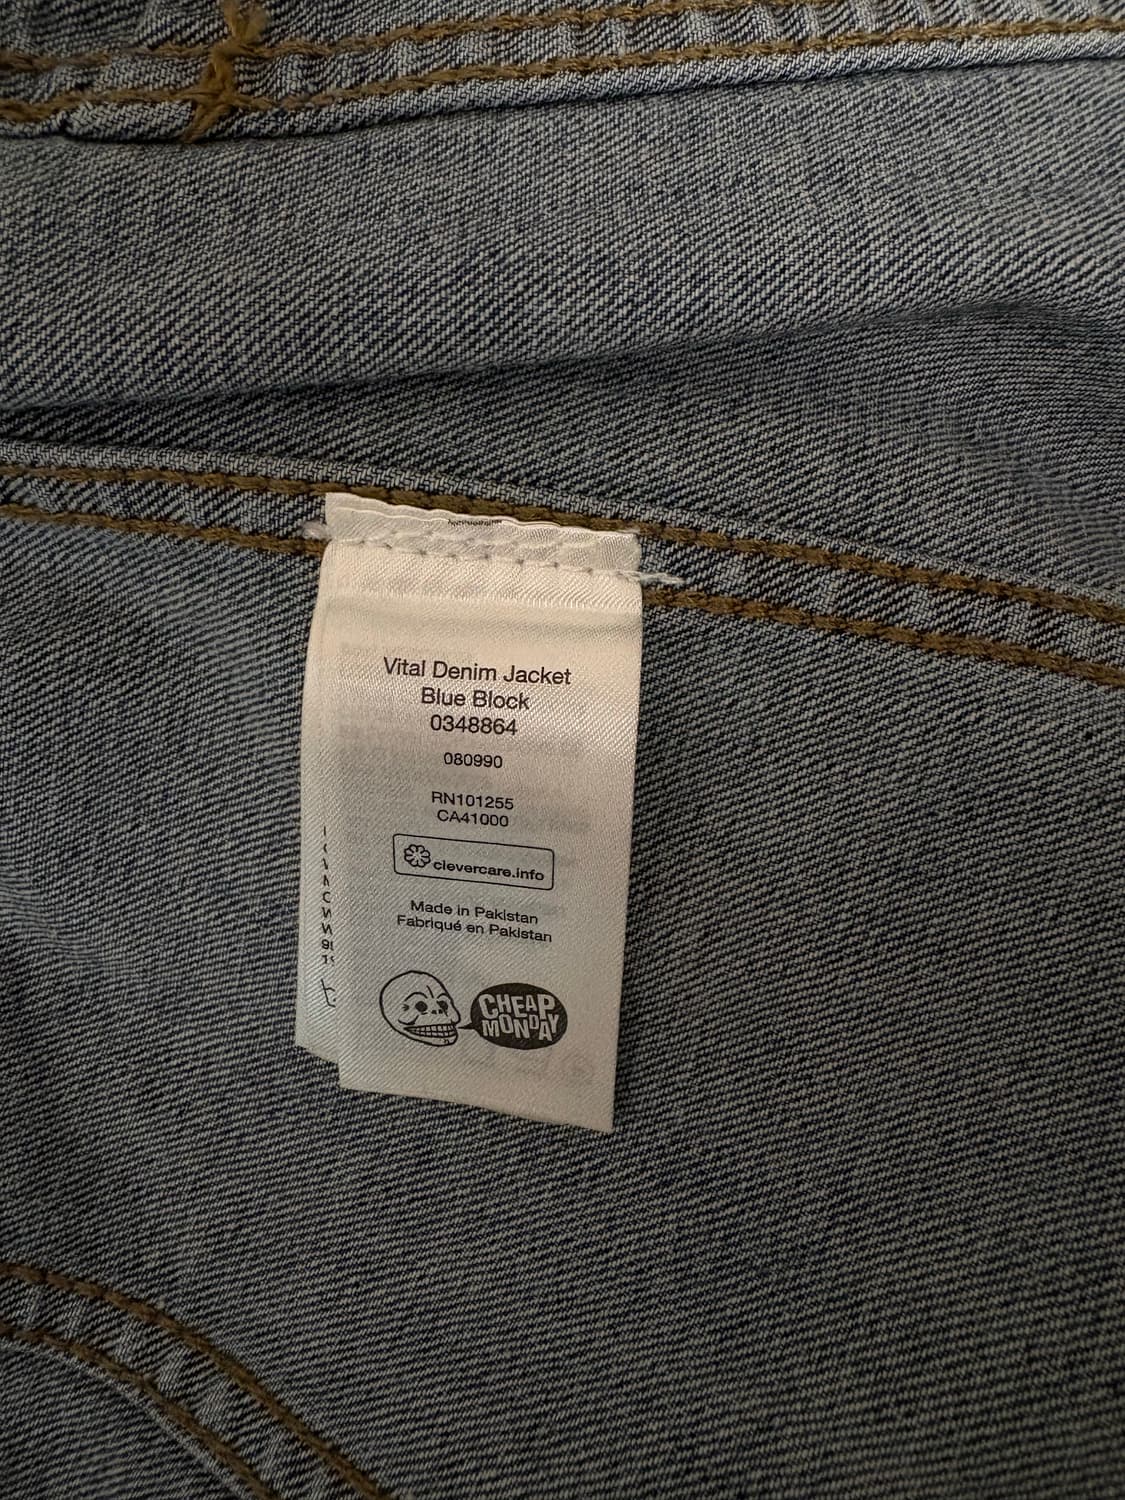 Vital Denim Jacket
Blue Block
0348864
080990
RN101255
CA41000
clevercare.info
Made in Pakistan
Fabriqué en Pakistan
CHEAP
MONDAY